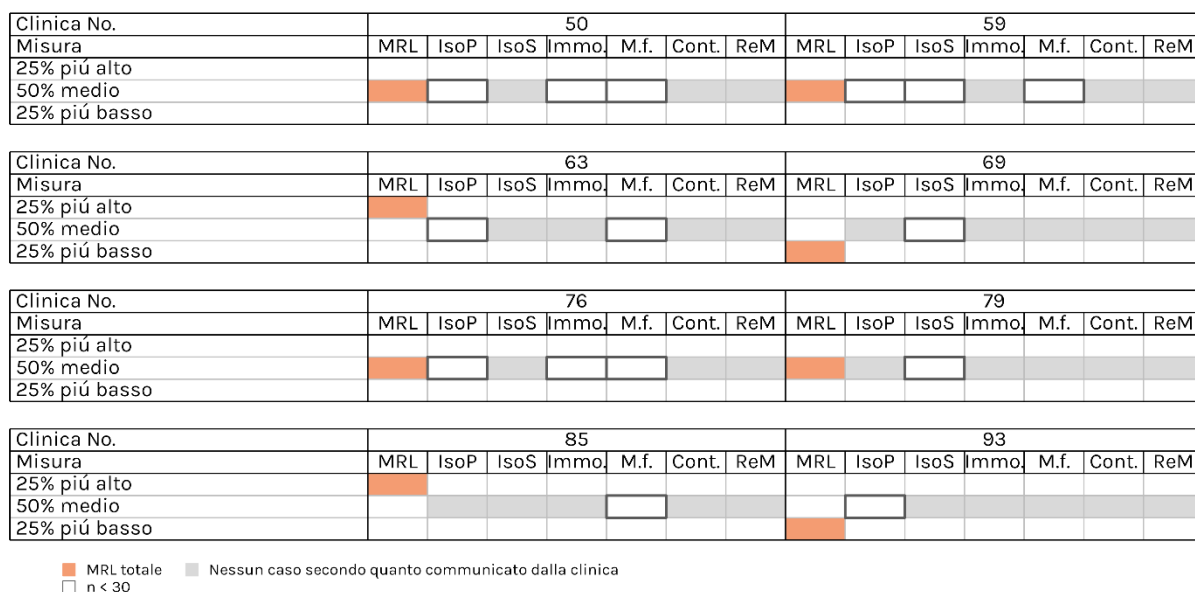 Clinica No. 50 59
Misura MRL IsoP IsoS Immo. M.f. Cont. ReM MRL IsoP IsoS Immo. M.f. Cont. ReM
25% piú alto
50% medio
25% piú basso
Clinica No. 63 69
Misura MRL IsoP IsoS Immo. M.f. Cont. ReM MRL IsoP IsoS Immo. M.f. Cont. ReM
25% piú alto
50% medio
25% piú basso
Clinica No. 76 79
Misura MRL IsoP IsoS Immo. M.f. Cont. ReM MRL IsoP IsoS Immo. M.f. Cont. ReM
25% piú alto
50% medio
25% piú basso
Clinica No. 85 93
Misura MRL IsoP IsoS Immo. M.f. Cont. ReM MRL IsoP IsoS Immo. M.f. Cont. ReM
25% piú alto
50% medio
25% piú basso
MRL totale Nessun caso secondo quanto communicato dalla clinica
n < 30